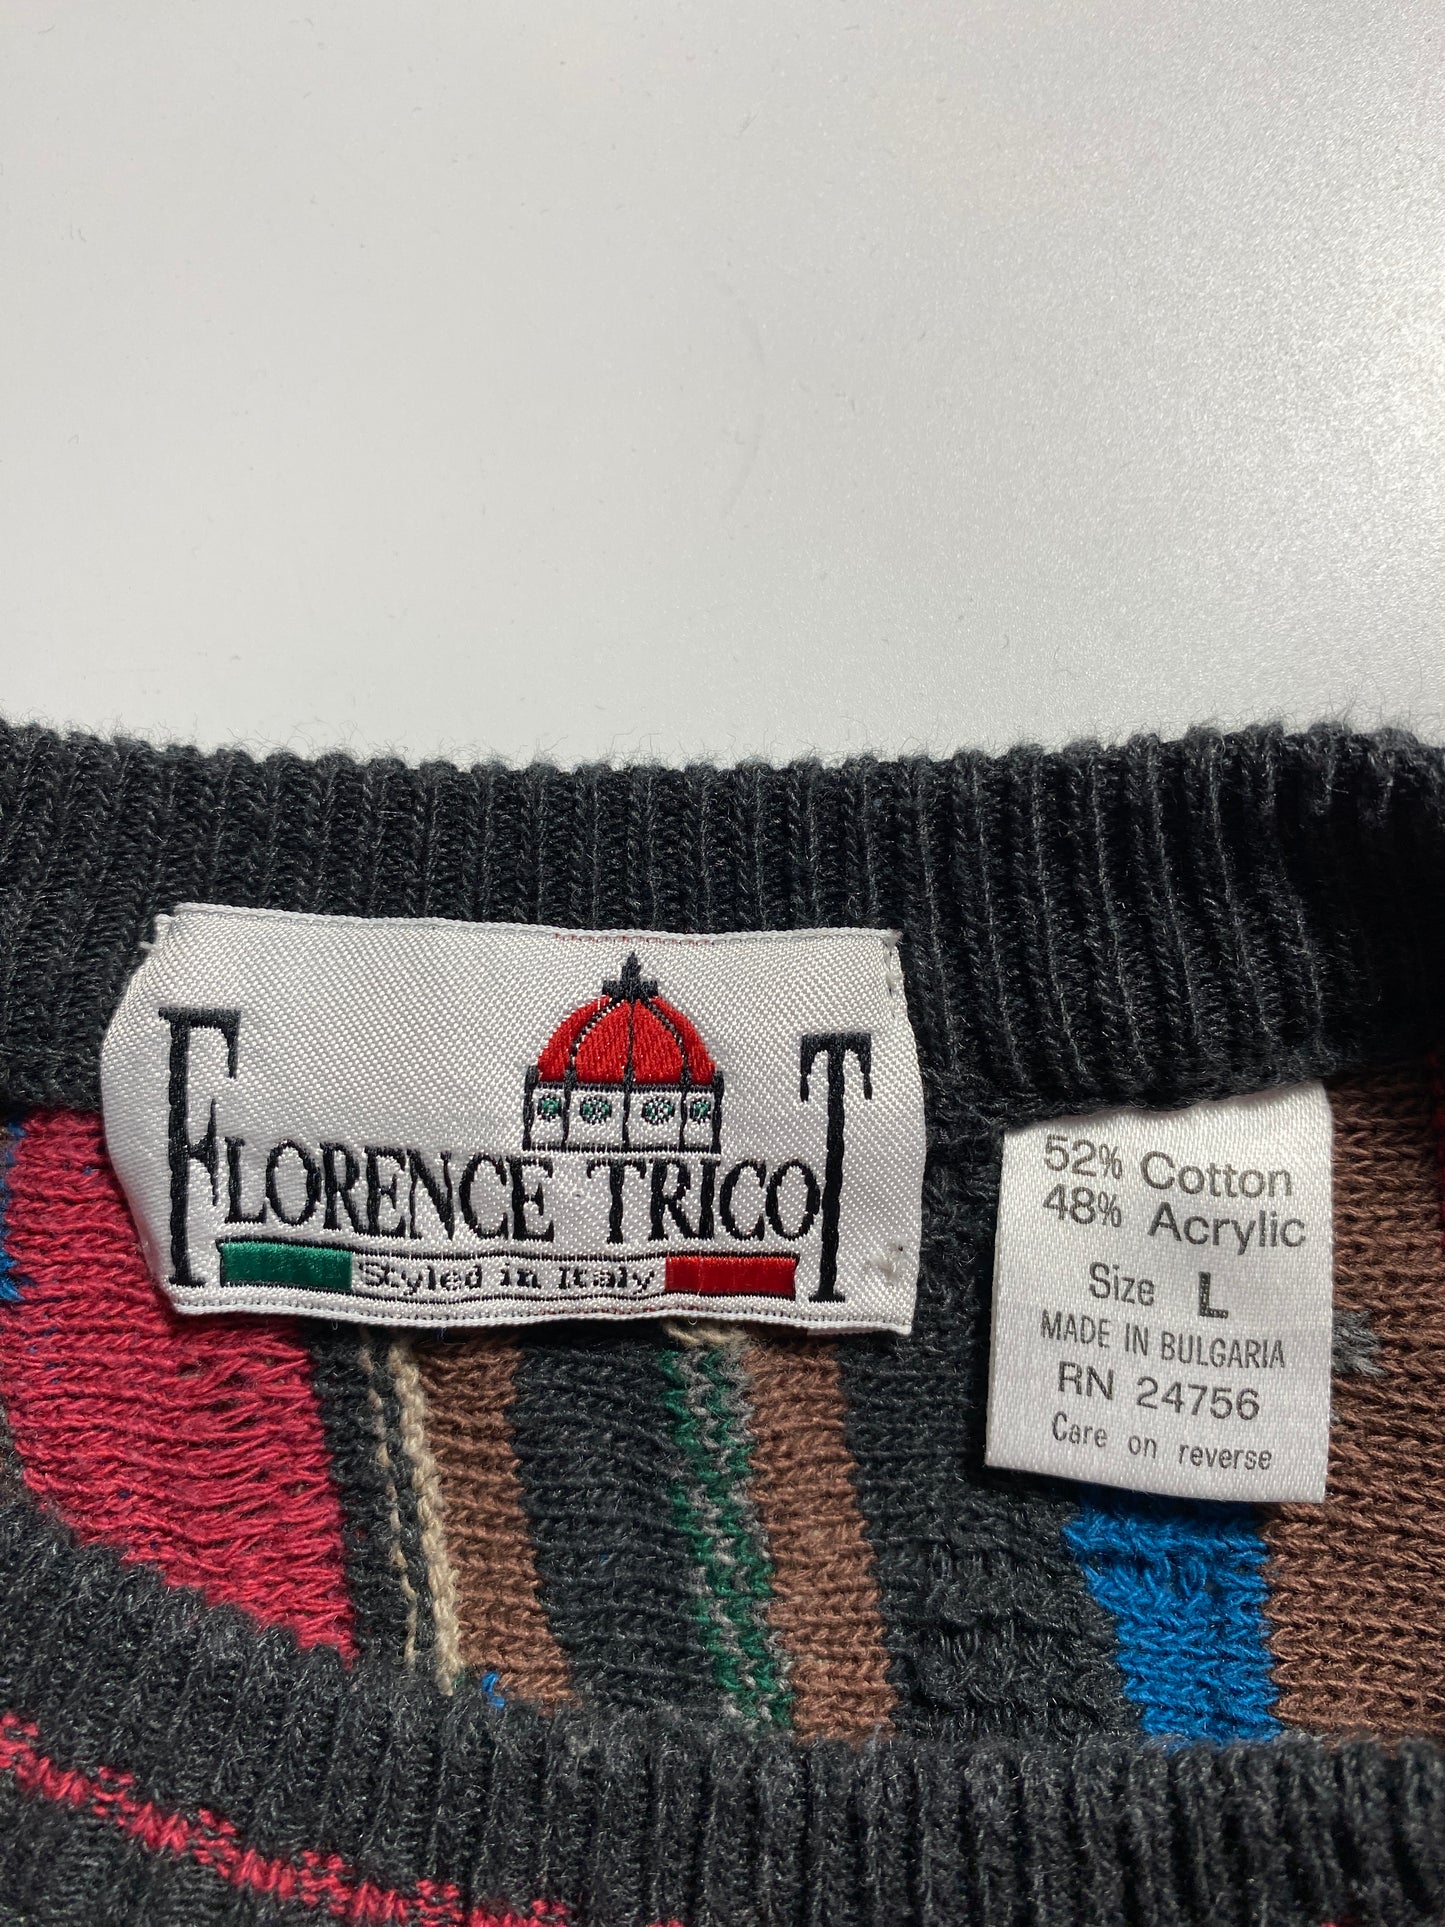 FLORENCE TRICOT
Styled in Italy
52% Cotton
48% Acrylic
Size L
MADE IN BULGARIA
RN 24756
Care on reverse